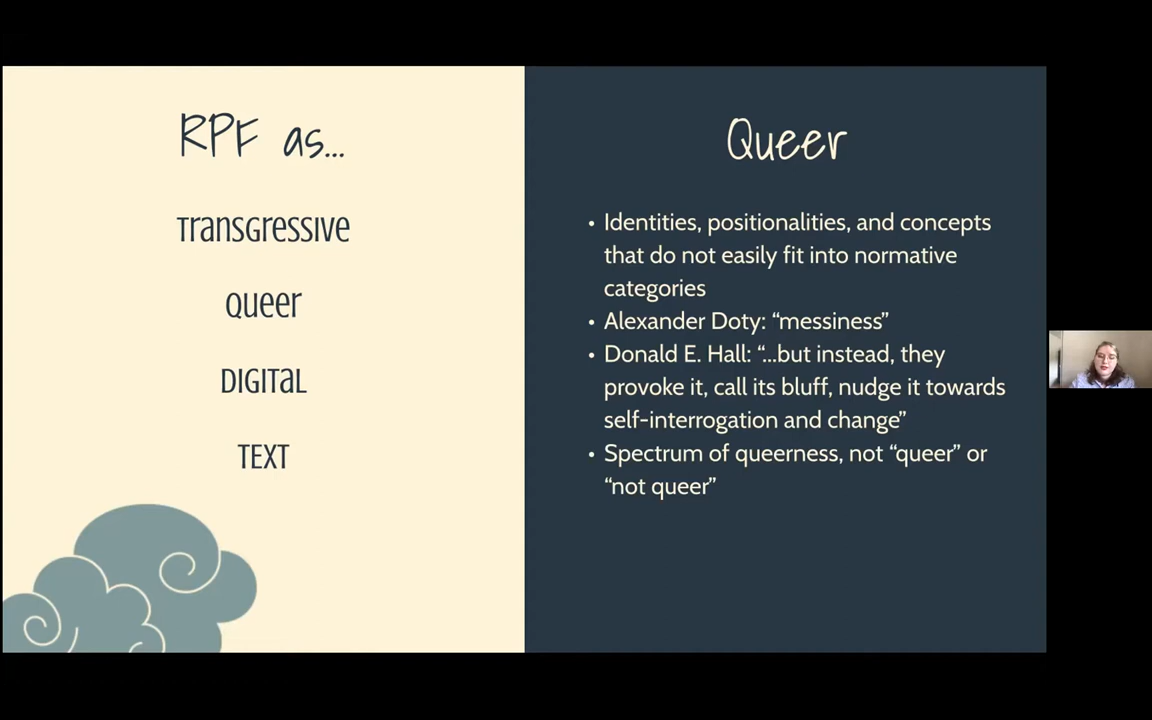 RPF as...
Transgressive
Queer
Digital
Text
Queer
• Identities, positionalities, and concepts
that do not easily fit into normative
categories
• Alexander Doty: “messiness”
• Donald E. Hall: “...but instead, they
provoke it, call its bluff, nudge it towards
self-interrogation and change”
• Spectrum of queerness, not “queer” or
“not queer”